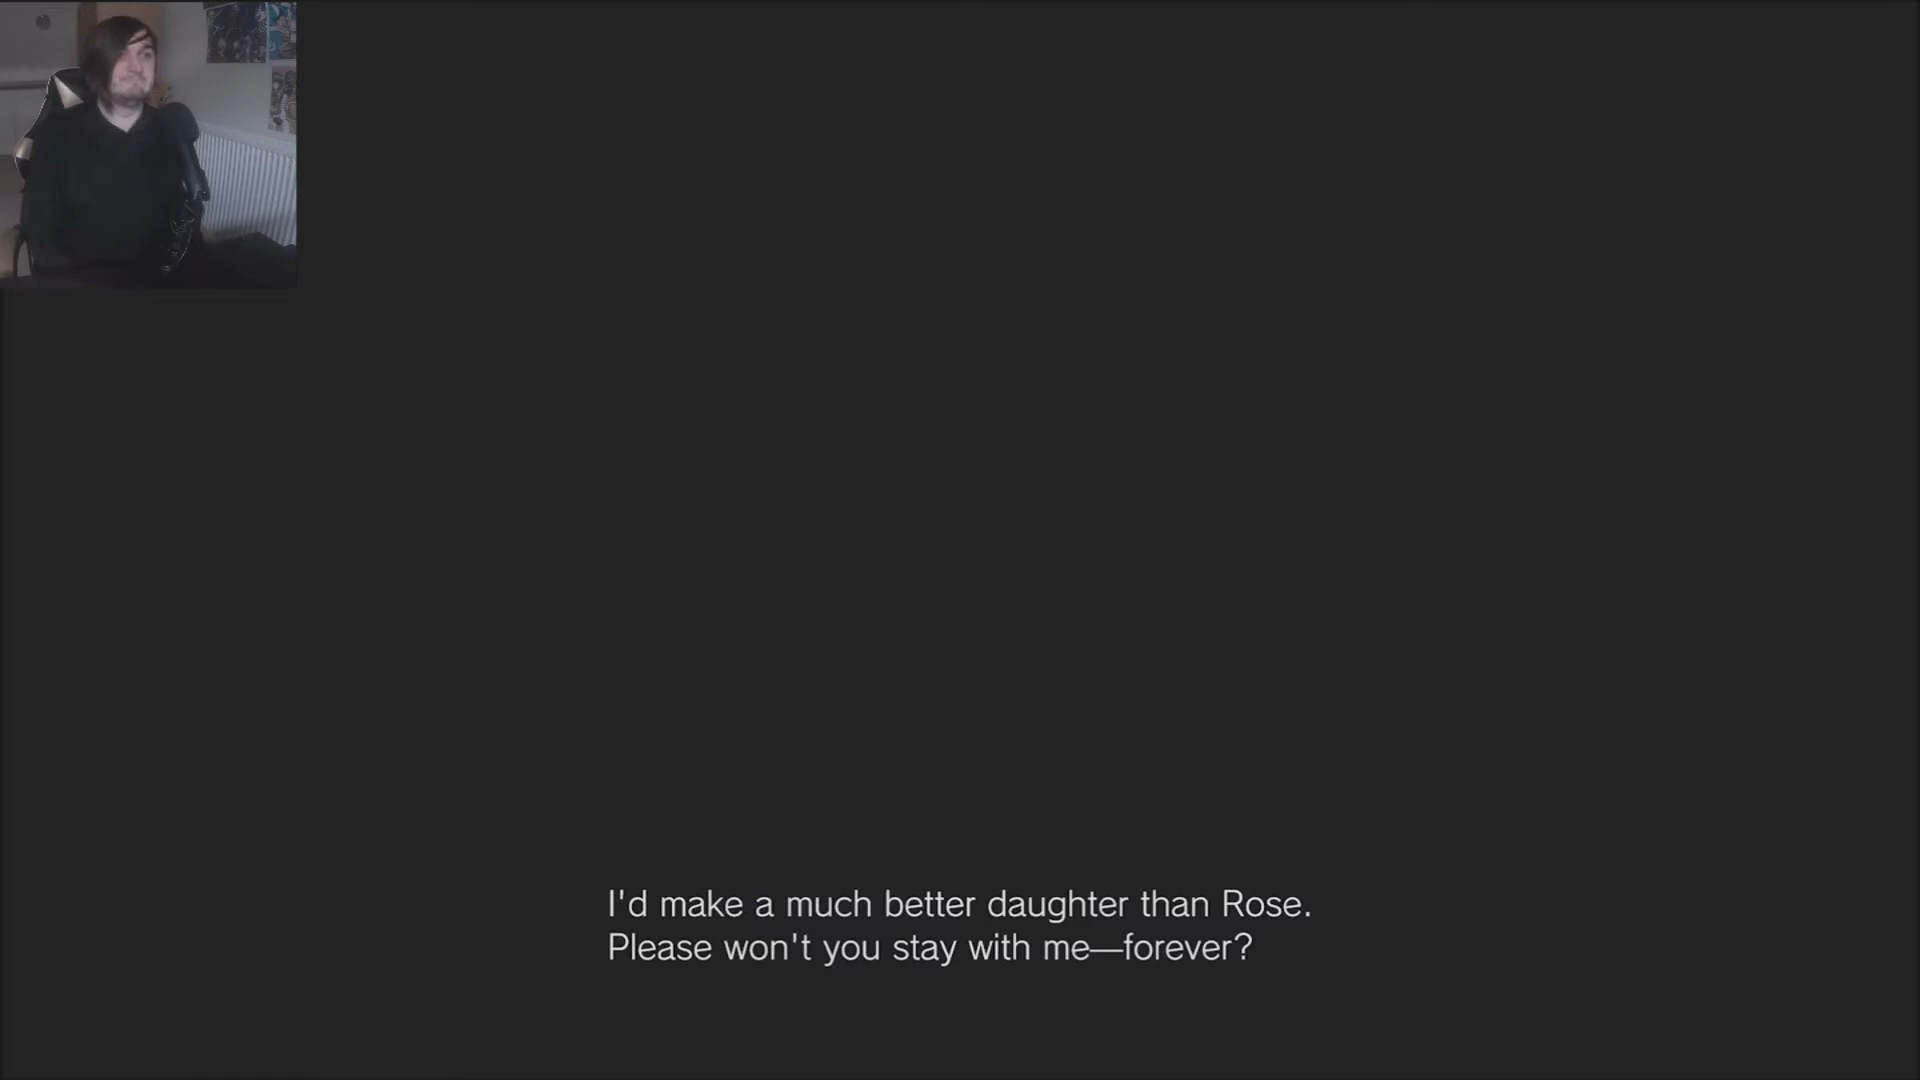 I'd make a much better daughter than Rose.
Please won't you stay with me—forever?